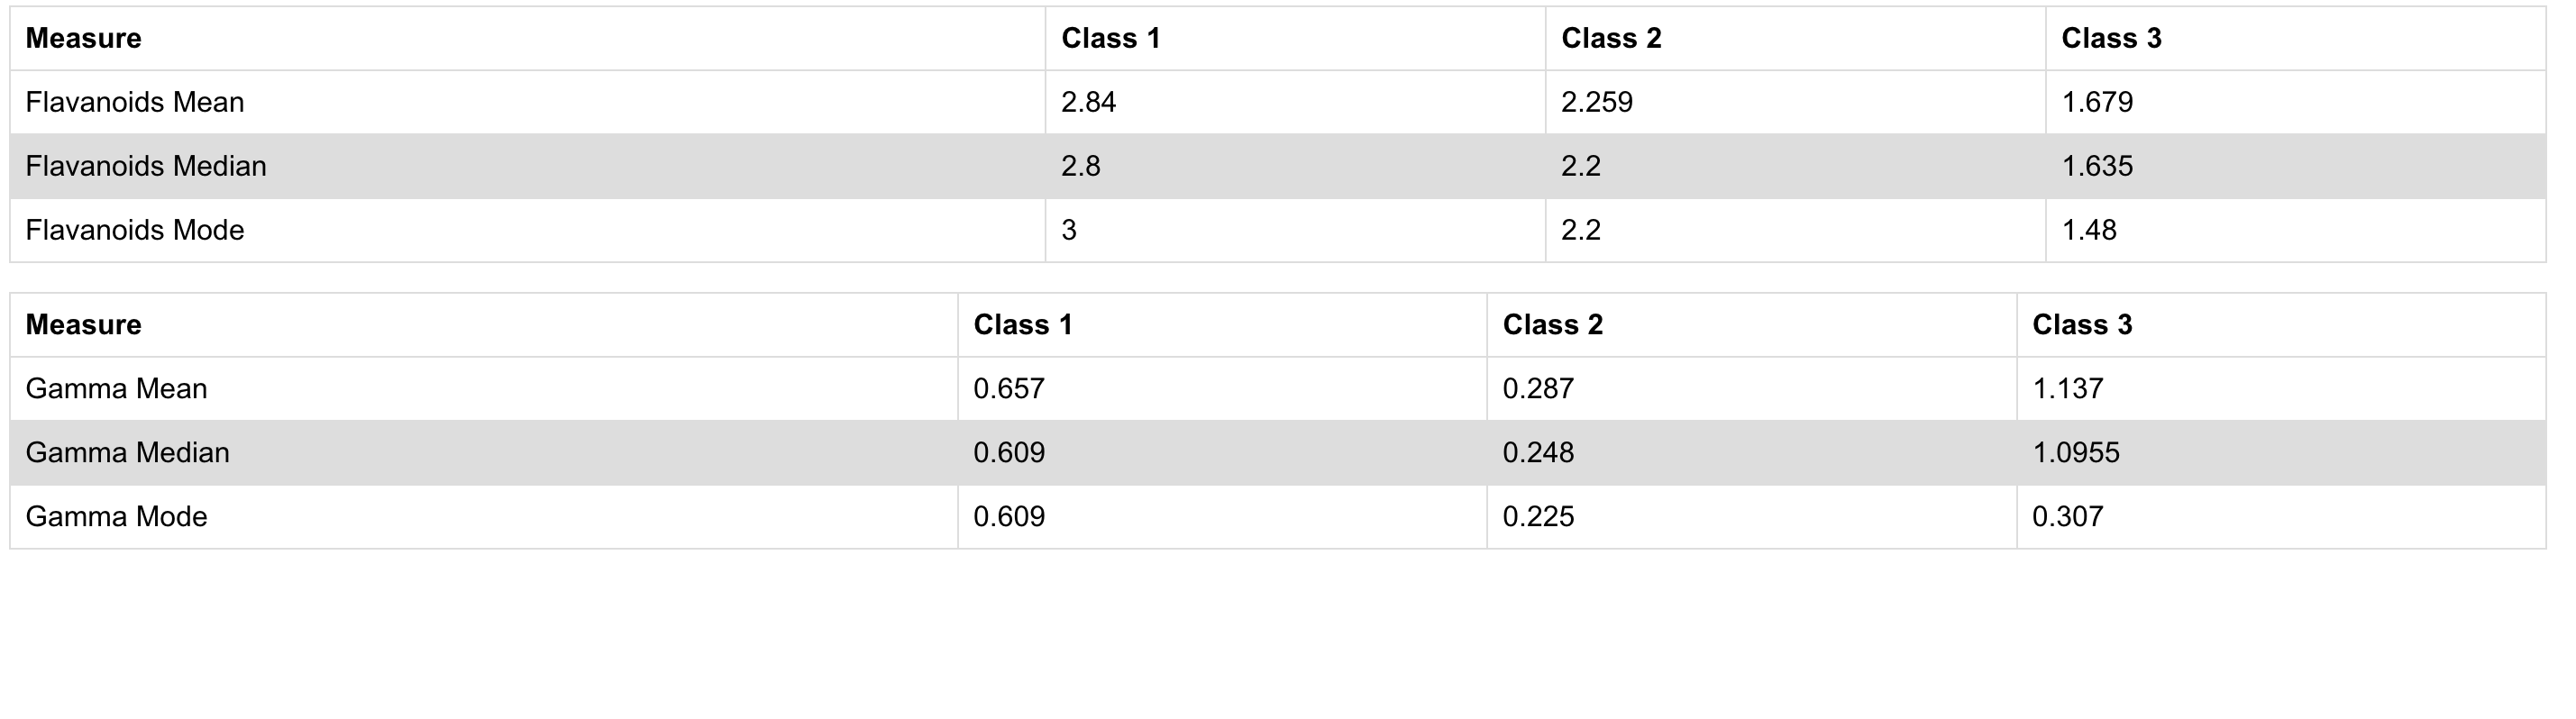 Measure Class 1 Class 2 Class 3
Flavanoids Mean 2.84 2.259 1.679
Flavanoids Median 2.8 2.2 1.635
Flavanoids Mode 3 2.2 1.48
Measure Class 1 Class 2 Class 3
Gamma Mean 0.657 0.287 1.137
Gamma Median 0.609 0.248 1.0955
Gamma Mode 0.609 0.225 0.307